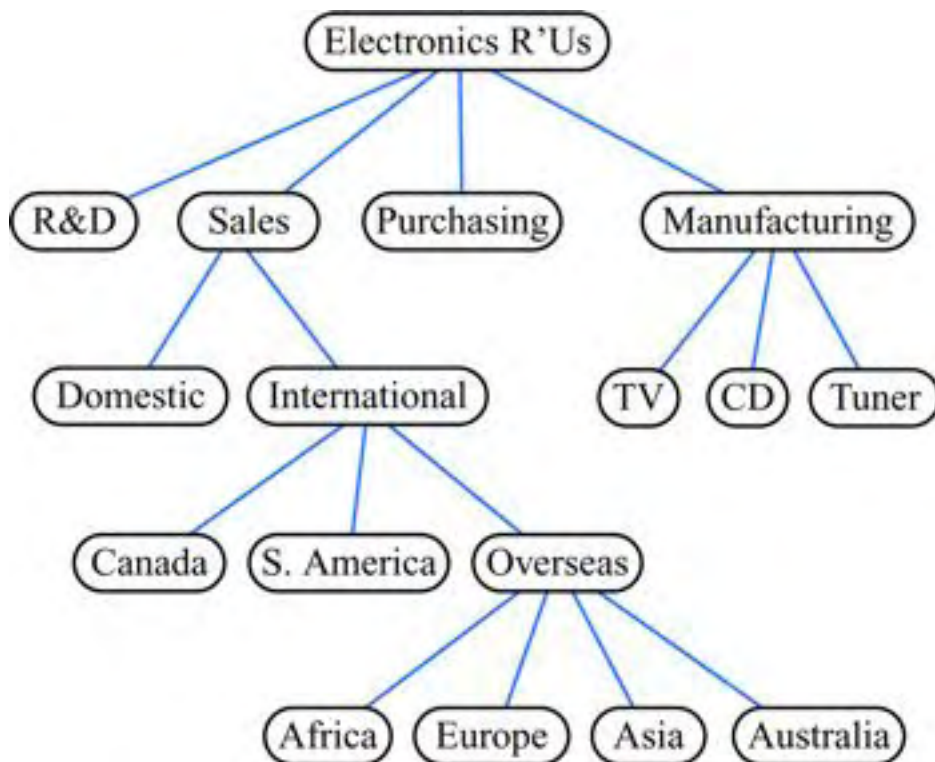 Electronics R'Us
R&D
Sales
Purchasing
Manufacturing
Domestic
International
TV
CD
Tuner
Canada
S. America
Overseas
Africa
Europe
Asia
Australia